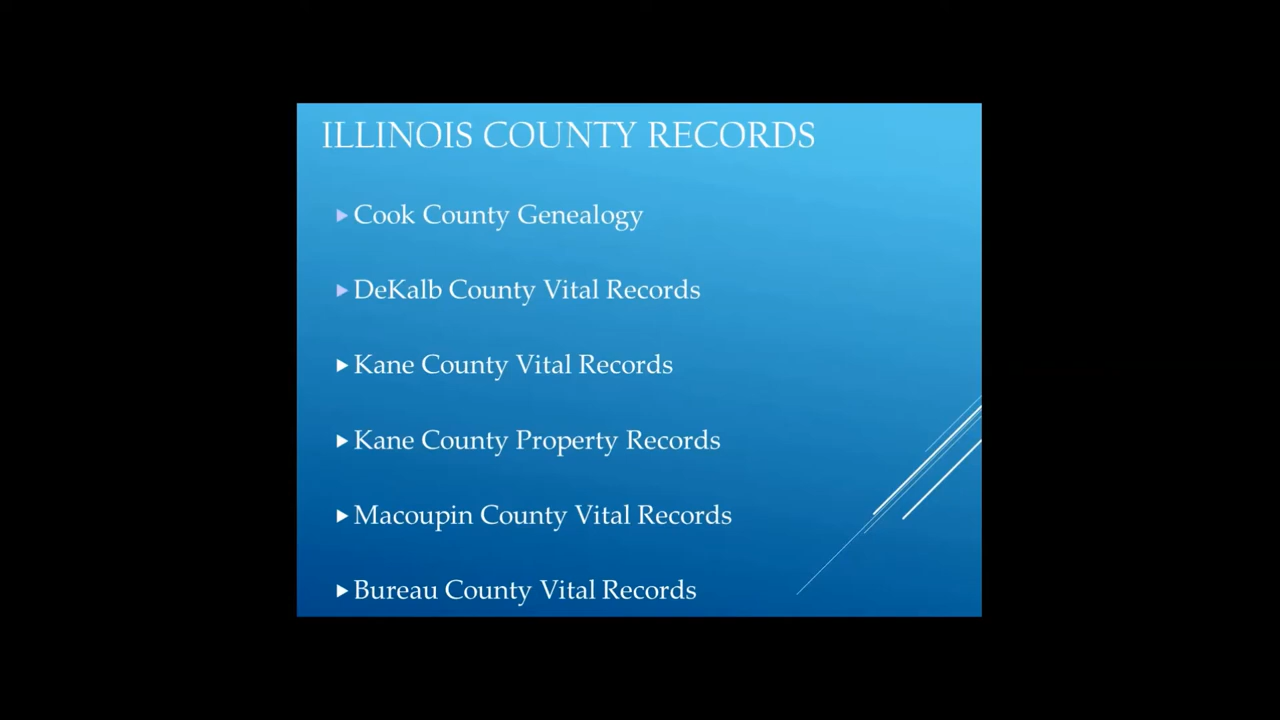 ILLINOIS COUNTY RECORDS
Cook County Genealogy
DeKalb County Vital Records
Kane County Vital Records
Kane County Property Records
Macoupin County Vital Records
Bureau County Vital Records